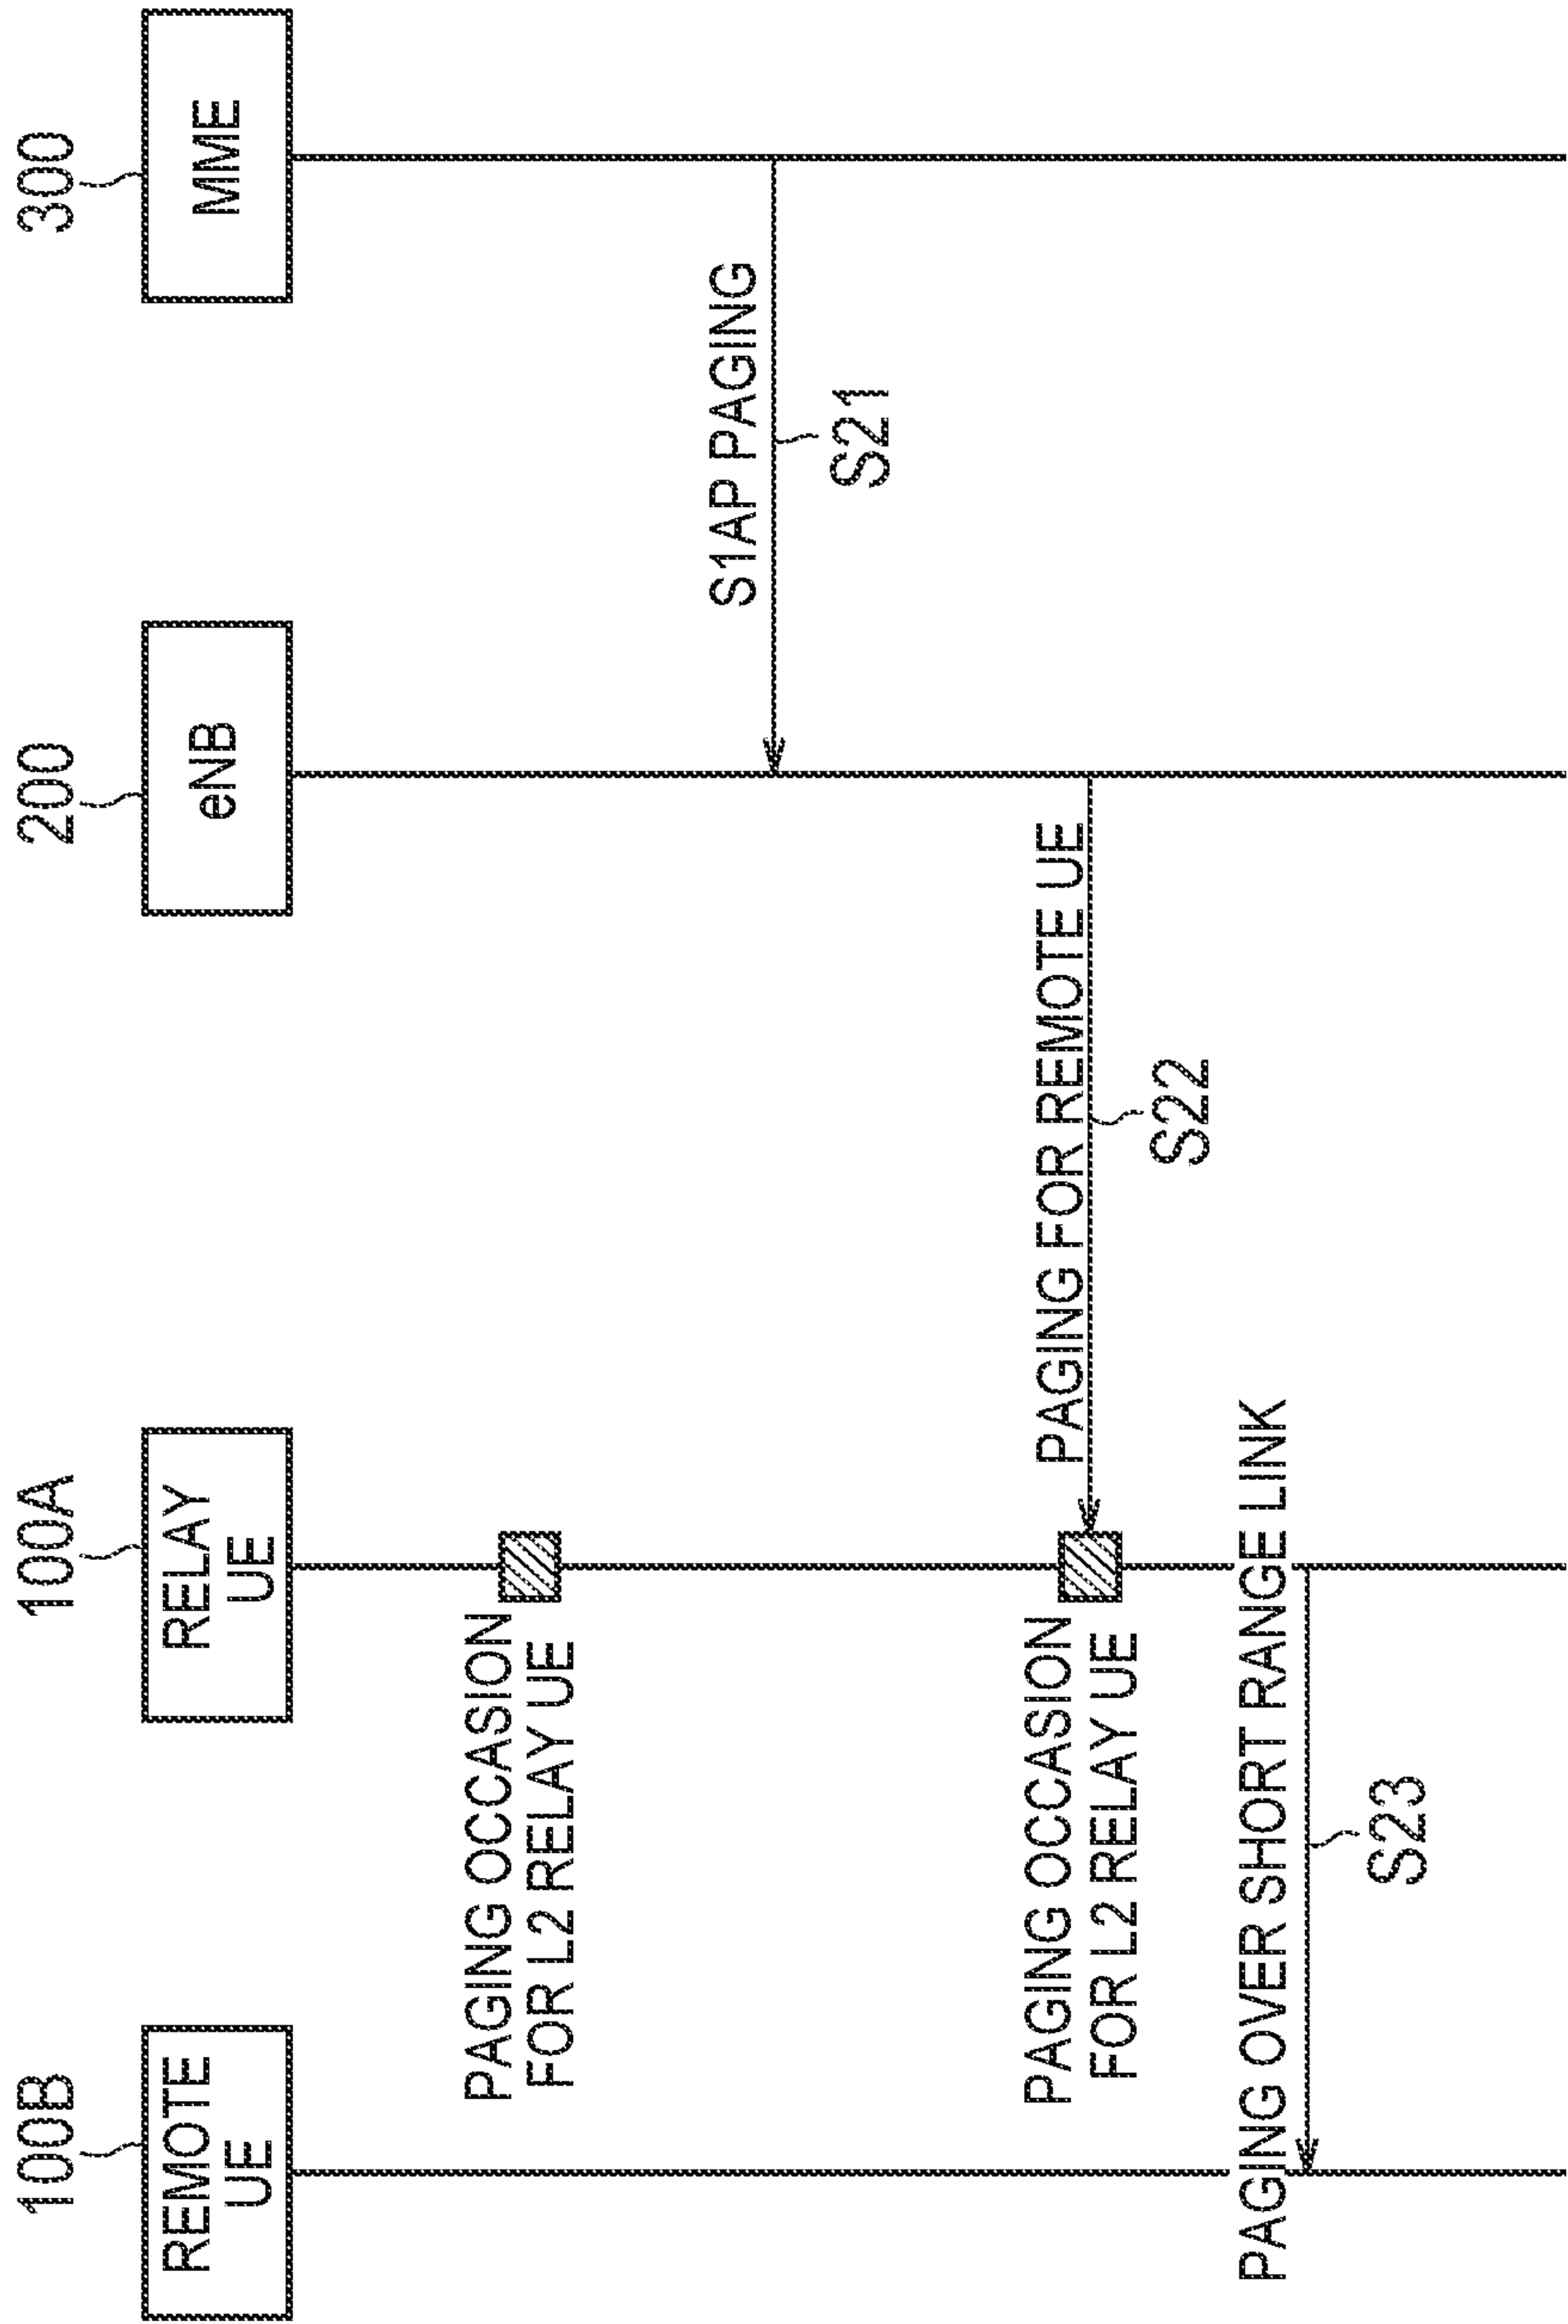 100B
100A
200
300
REMOTE
UE
RELAY
UE
eNB
MME
PAGING OCCASION
FOR L2 RELAY UE
S1AP PAGING
S21
PAGING OCCASION
FOR L2 RELAY UE
PAGING FOR REMOTE UE
S22
PAGING OVER SHORT RANGE LINK
S23